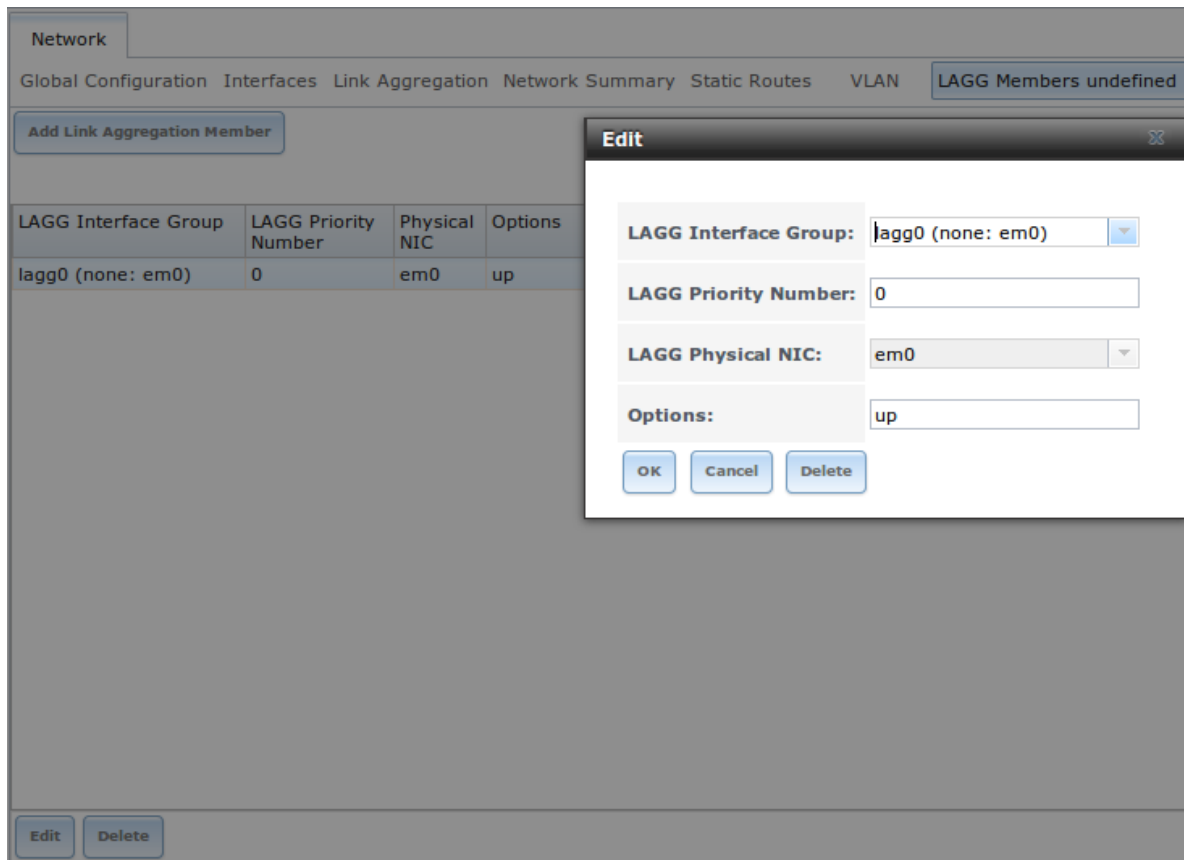 Network
Global Configuration Interfaces Link Aggregation Network Summary Static Routes VLAN LAGG Members undefined
Add Link Aggregation Member
LAGG Interface Group LAGG Priority Number Physical NIC Options
lagg0 (none: em0) 0 em0 up
Edit
LAGG Interface Group: lagg0 (none: em0)
LAGG Priority Number: 0
LAGG Physical NIC: em0
Options: up
OK Cancel Delete
Edit Delete